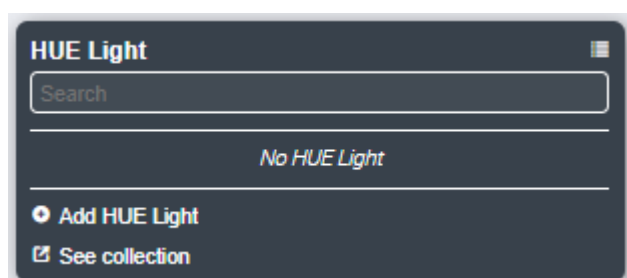 HUE Light
Search
No HUE Light
Add HUE Light
See collection